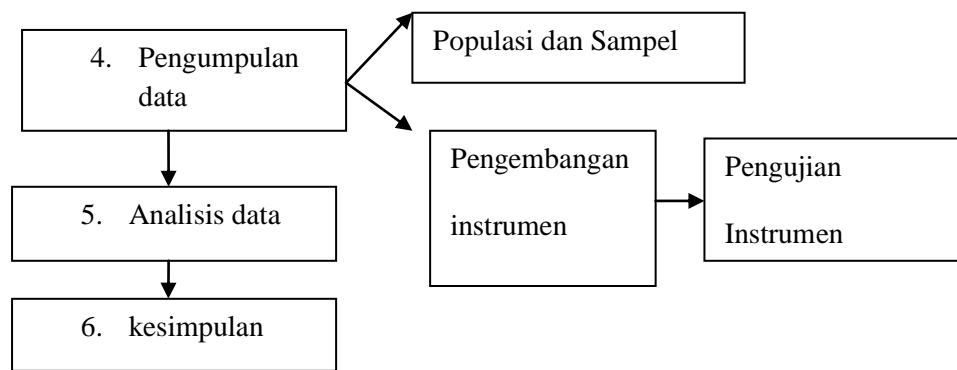 4. Pengumpulan
data
Populasi dan Sampel
Pengembangan
instrumen
Pengujian
Instrumen
5. Analisis data
6. kesimpulan